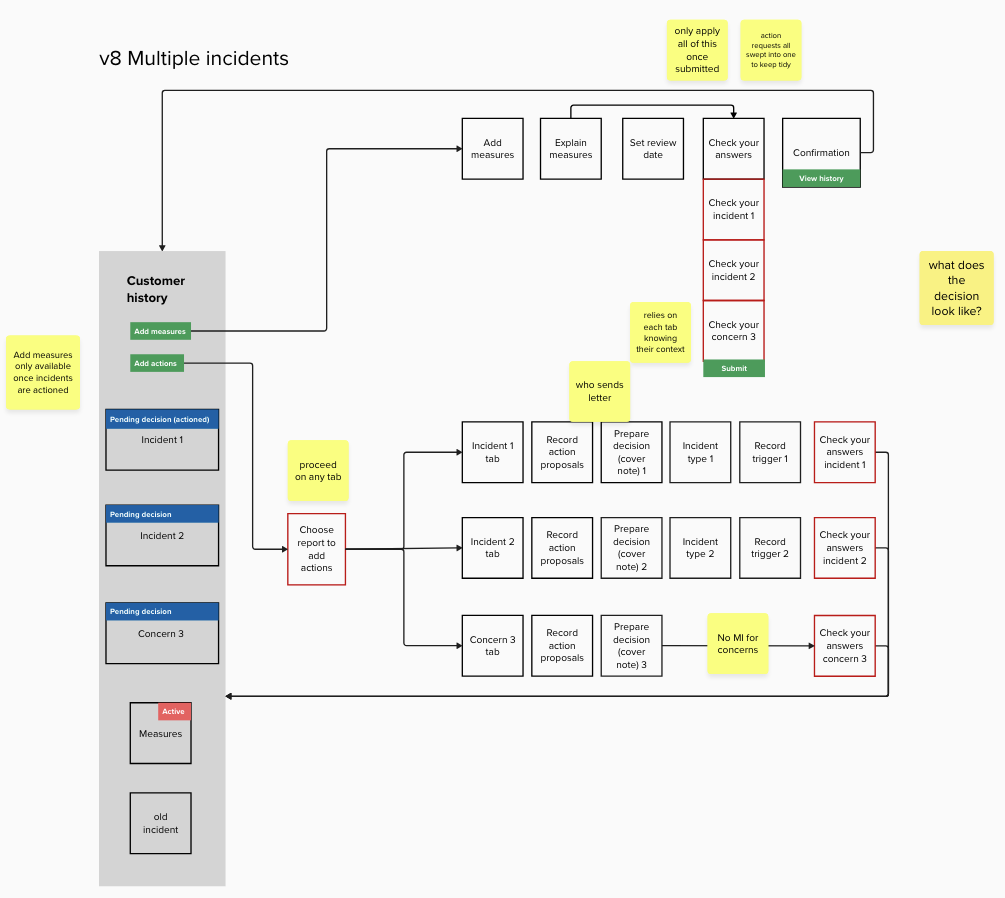 v8 Multiple incidents
only apply
all of this
once
submitted
action
requests all
swept into one
to keep tidy
Add
measures
Explain
measures
Set review
date
Check your
answers
Confirmation
View history
Check your
incident 1
Check your
incident 2
Check your
concern 3
Submit
relies on
each tab
knowing
their context
what does
the
decision
look like?
Customer
history
Add measures
Add actions
Add measures
only available
once incidents
are actioned
Pending decision (actioned)
Incident 1
Pending decision
Incident 2
Pending decision
Concern 3
Active
Measures
old
incident
proceed
on any tab
Choose
report to
add
actions
who sends
letter
Incident 1
tab
Record
action
proposals
Prepare
decision
(cover
note) 1
Incident
type 1
Record
trigger 1
Check your
answers
incident 1
Incident 2
tab
Record
action
proposals
Prepare
decision
(cover
note) 2
Incident
type 2
Record
trigger 2
Check your
answers
incident 2
Concern 3
tab
Record
action
proposals
Prepare
decision
(cover
note) 3
No MI for
concerns
Check your
answers
concern 3